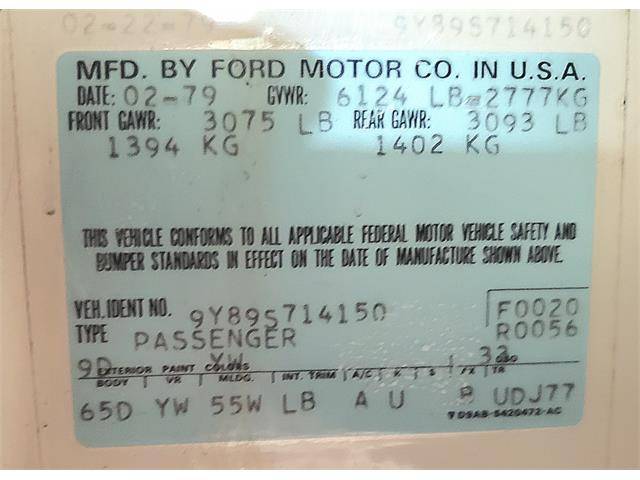 02-22-79 9Y89S714150
MFD. BY FORD MOTOR CO. IN U.S.A.
DATE: 02-79 GVWR: 6124 LB=2777KG
FRONT GAWR: 3075 LB REAR GAWR: 3093 LB
1394 KG 1402 KG
THIS VEHICLE CONFORMS TO ALL APPLICABLE FEDERAL MOTOR VEHICLE SAFETY AND
BUMPER STANDARDS IN EFFECT ON THE DATE OF MANUFACTURE SHOWN ABOVE.
VEH. IDENT NO. 9Y89S714150 F0020
TYPE PASSENGER R0056
9D YW 32
EXTERIOR PAINT COLORS DSO
BODY VR MLDG. INT. TRIM A/C R S AX TR
65D YW 55W LB A U UDJ77
D9AB-5420472-AC